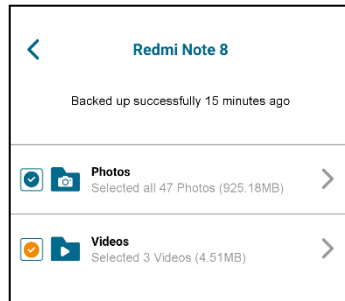 Redmi Note 8
Backed up successfully 15 minutes ago
Photos
Selected all 47 Photos (925.18MB)
Videos
Selected 3 Videos (4.51MB)